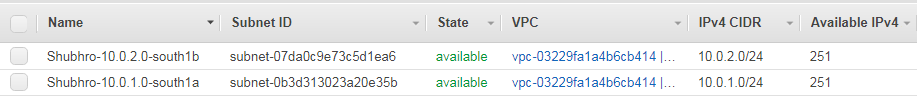 Name Subnet ID State VPC IPv4 CIDR Available IPv4
Shubhro-10.0.2.0-south1b subnet-07da0c9e73c5d1ea6 available vpc-03229fa1a4b6cb414 |... 10.0.2.0/24 251
Shubhro-10.0.1.0-south1a subnet-0b3d313023a20e35b available vpc-03229fa1a4b6cb414 |... 10.0.1.0/24 251